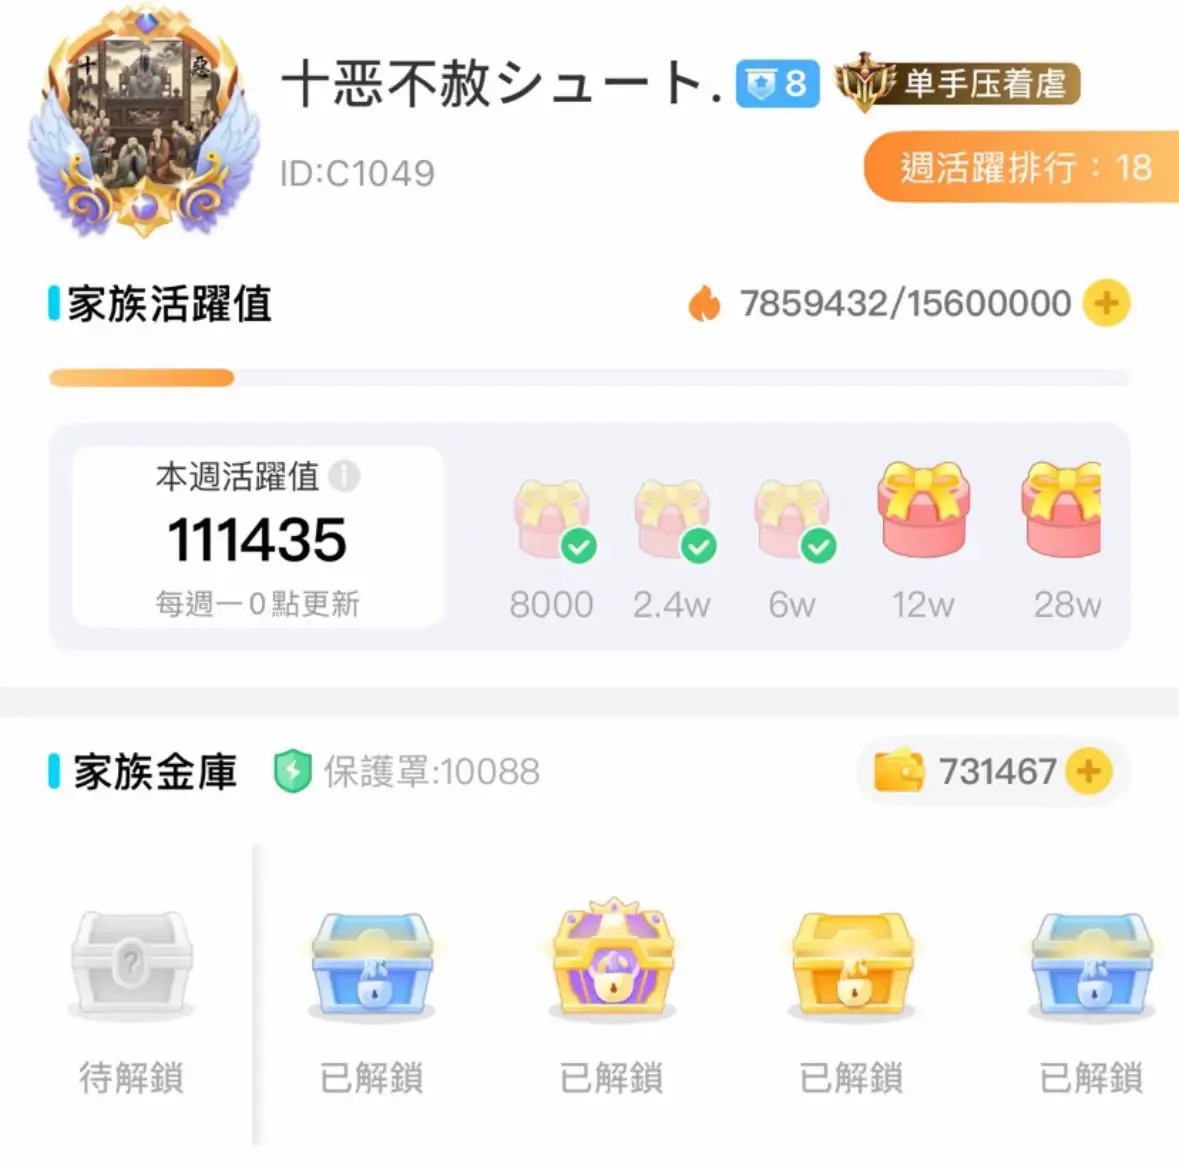 十 惡
十恶不赦シュート. 8 单手压着虐
ID:C1049
週活躍排行：18
家族活躍值
7859432/15600000
本週活躍值
111435
每週一0點更新
8000 2.4w 6w 12w 28w
家族金庫 保護罩:10088 731467
待解鎖 已解鎖 已解鎖 已解鎖 已解鎖